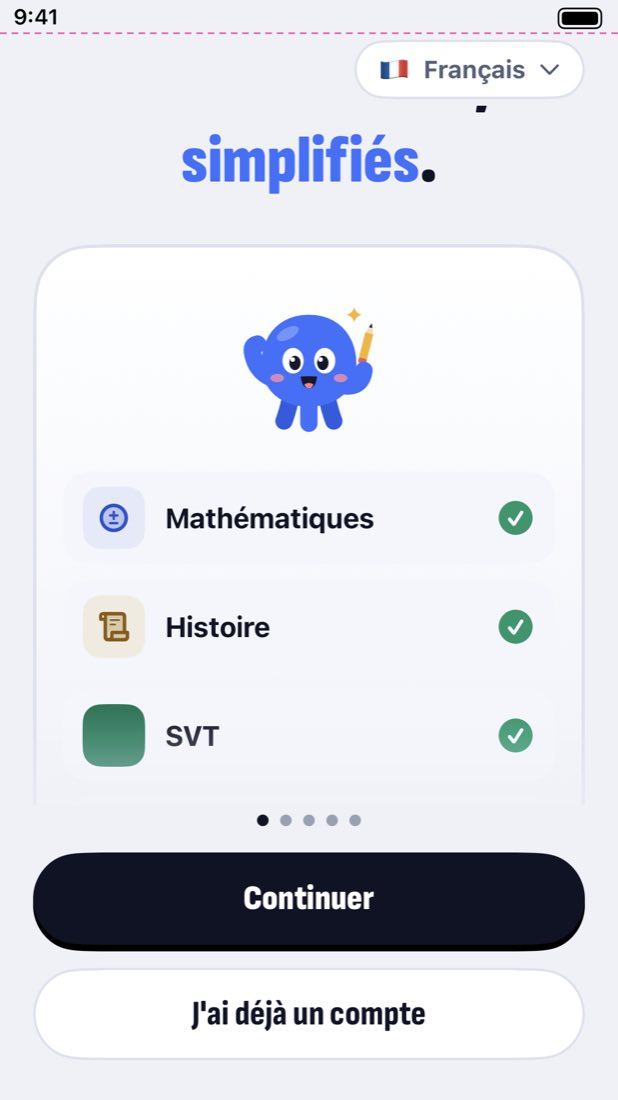 9:41
Français
simplifiés.
Mathématiques
Histoire
SVT
Continuer
J'ai déjà un compte